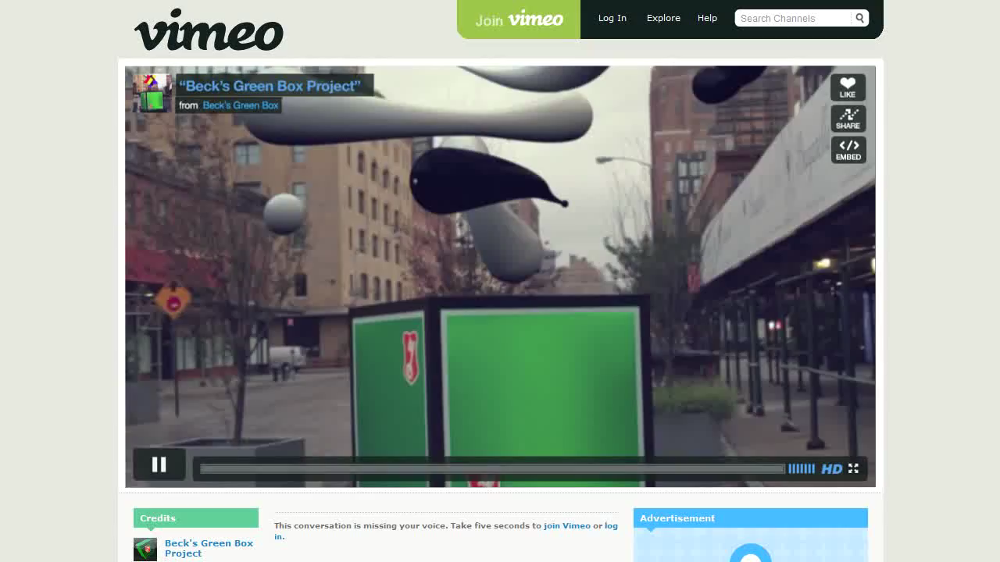 vimeo
Join vimeo
Log In
Explore
Help
Search Channels
“Beck's Green Box Project”
from Beck's Green Box
LIKE
SHARE
EMBED
HD
Credits
Beck's Green Box
Project
This conversation is missing your voice. Take five seconds to join Vimeo or log
in.
Advertisement